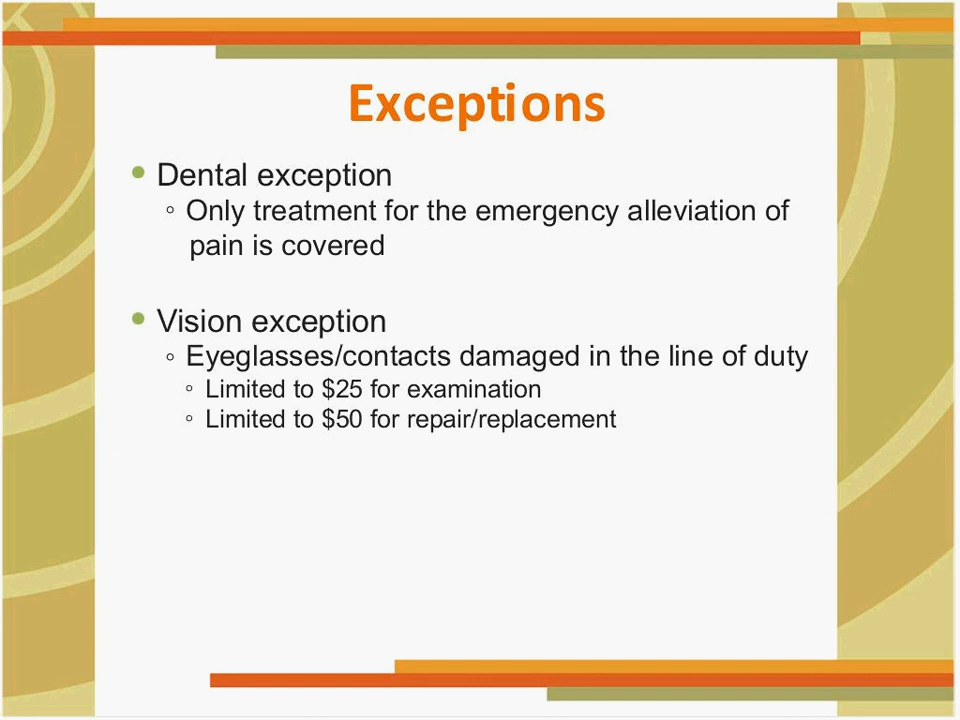 Exceptions
• Dental exception
◦ Only treatment for the emergency alleviation of
pain is covered
• Vision exception
◦ Eyeglasses/contacts damaged in the line of duty
◦ Limited to $25 for examination
◦ Limited to $50 for repair/replacement